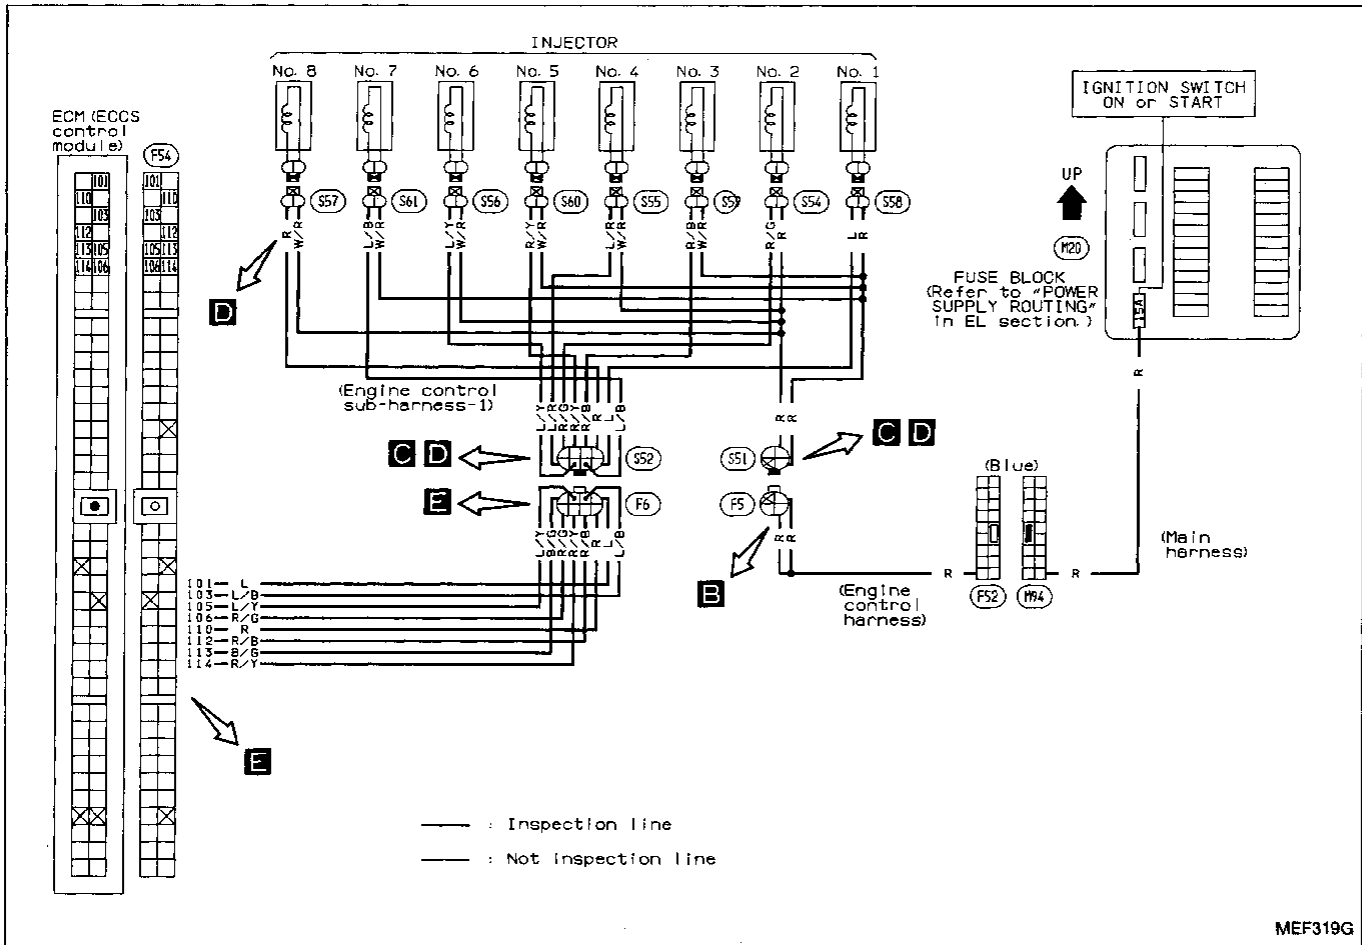 INJECTOR
No. 8 No. 7 No. 6 No. 5 No. 4 No. 3 No. 2 No. 1
IGNITION SWITCH
ON or START
ECM (ECCS
control
module)
F54
101 101
110 110
103 103
112 112
113 105 105 113
114 106 106 114
S57 S61 S56 S60 S55 S54 S58
R W/R L/B W/R L/Y W/R R/Y W/R L/R W/R R/B W/R R/G R L R
D
UP
M20
FUSE BLOCK
(Refer to "POWER
SUPPLY ROUTING"
in EL section.)
15A
R
(Engine control
sub-harness-1)
L/Y L/R R/G R/Y R/B R L L/B
R R
C D
S52
S51
C D
E
F6
F5
(Blue)
L/Y B/G R/G R/Y R/B R L L/B
R R
B
(Main
harness)
R
F52 M94
R
(Engine
control
harness)
101 L
103 L/B
105 L/Y
106 R/G
110 R
112 R/B
113 B/G
114 R/Y
E
: Inspection line
: Not inspection line
MEF319G